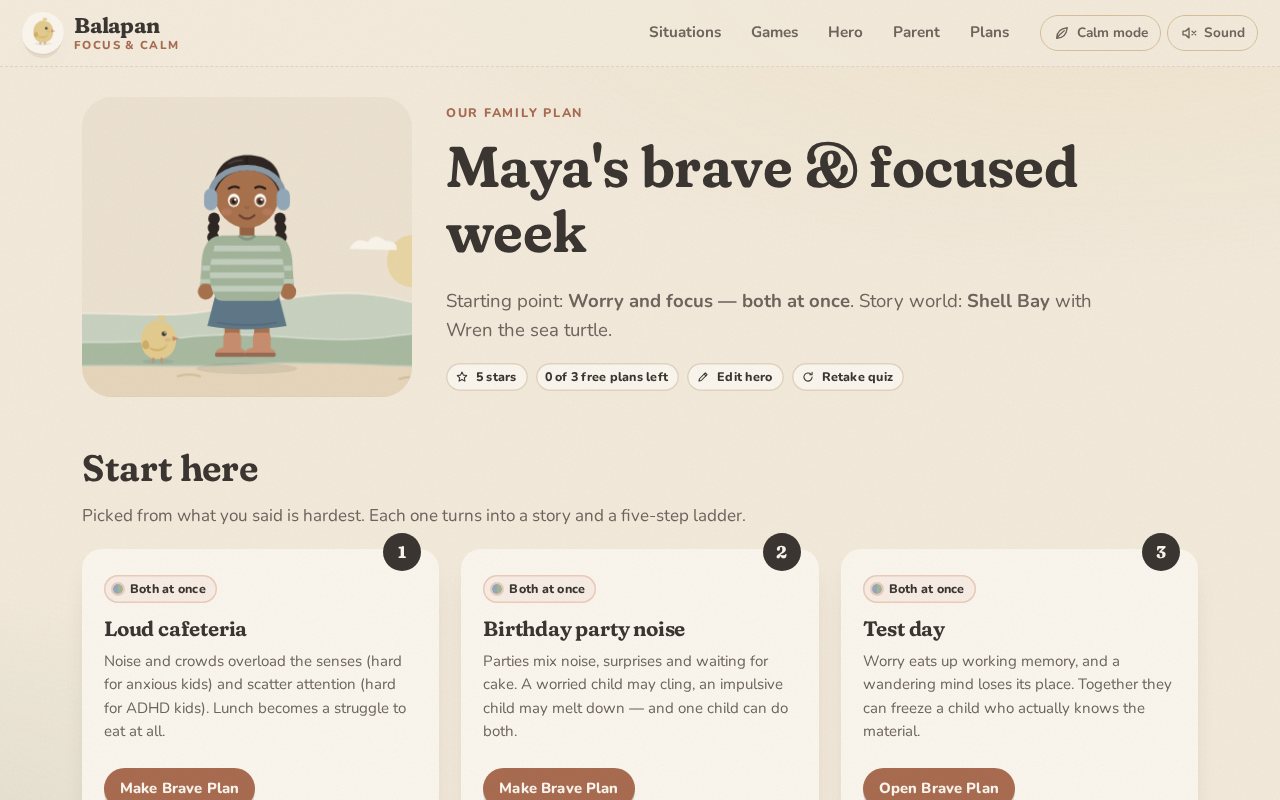 Balapan
FOCUS & CALM
Situations
Games
Hero
Parent
Plans
Calm mode
Sound
OUR FAMILY PLAN
Maya's brave & focused
week
Starting point: Worry and focus — both at once. Story world: Shell Bay with
Wren the sea turtle.
5 stars
0 of 3 free plans left
Edit hero
Retake quiz
Start here
Picked from what you said is hardest. Each one turns into a story and a five-step ladder.
1
Both at once
Loud cafeteria
Noise and crowds overload the senses (hard
for anxious kids) and scatter attention (hard
for ADHD kids). Lunch becomes a struggle to
eat at all.
Make Brave Plan
2
Both at once
Birthday party noise
Parties mix noise, surprises and waiting for
cake. A worried child may cling, an impulsive
child may melt down — and one child can do
both.
Make Brave Plan
3
Both at once
Test day
Worry eats up working memory, and a
wandering mind loses its place. Together they
can freeze a child who actually knows the
material.
Open Brave Plan